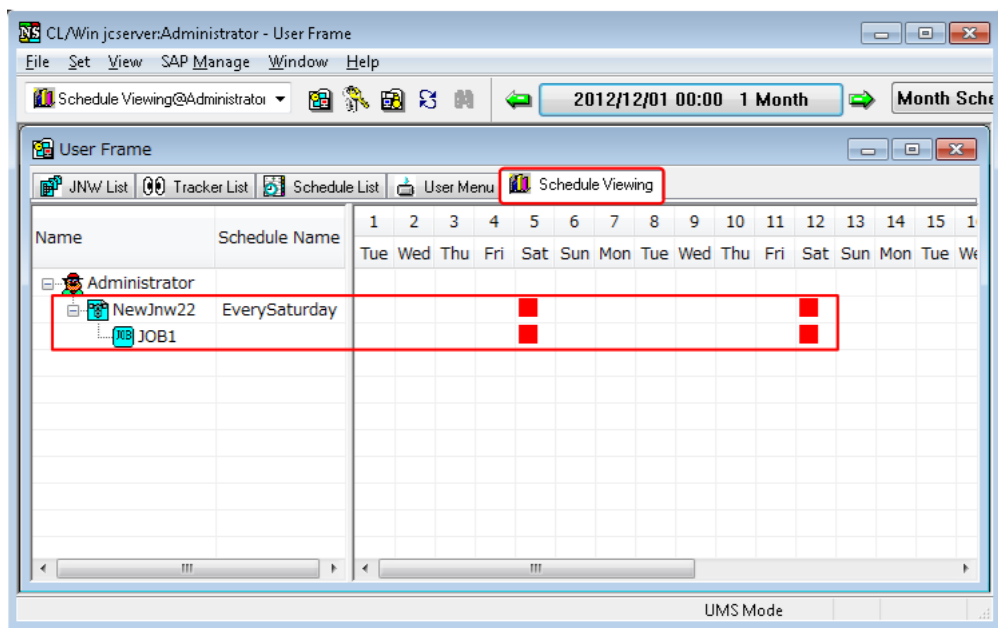 CL/Win jcserver:Administrator - User Frame
File Set View SAP Manage Window Help
Schedule Viewing@Administrator 2012/12/01 00:00 1 Month Month Sche
User Frame
JNW List Tracker List Schedule List User Menu Schedule Viewing
Name Schedule Name 1 2 3 4 5 6 7 8 9 10 11 12 13 14 15
Tue Wed Thu Fri Sat Sun Mon Tue Wed Thu Fri Sat Sun Mon Tue We
Administrator
NewJnw22 EverySaturday
JOB JOB1
UMS Mode